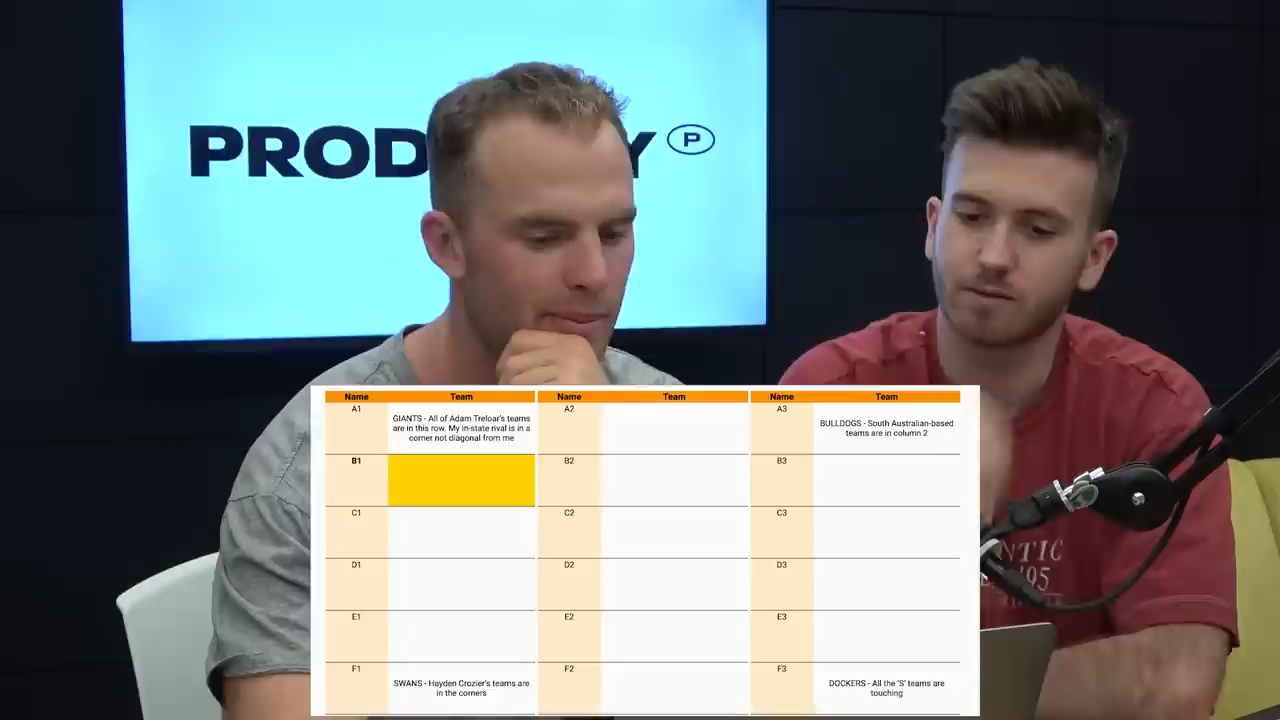 PROD Y P
Name Team Name Team Name Team
A1
GIANTS - All of Adam Treloar's teams
are in this row. My in-state rival is in a
corner not diagonal from me
A2
A3
BULLDOGS - South Australian-based
teams are in column 2
B1 B2 B3
C1 C2 C3
D1 D2 D3
E1 E2 E3
F1
SWANS - Hayden Crozier's teams are
in the corners
F2
F3
DOCKERS - All the 'S' teams are
touching
NTIC
'95